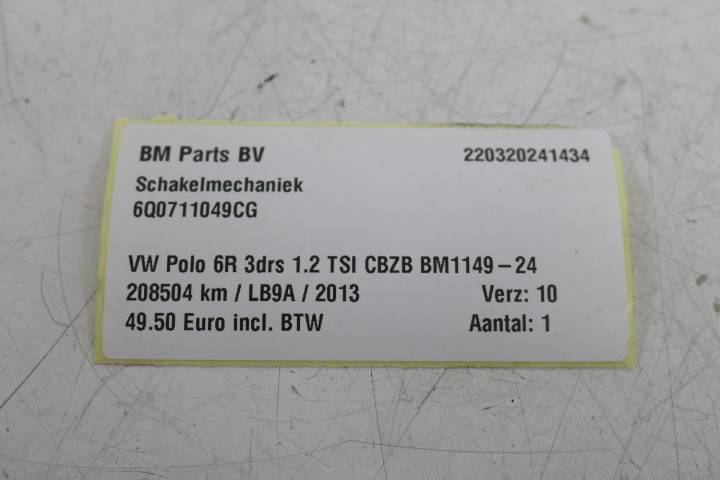 BM Parts BV 220320241434
Schakelmechaniek
6Q0711049CG
VW Polo 6R 3drs 1.2 TSI CBZB BM1149-24
208504 km / LB9A / 2013 Verz: 10
49.50 Euro incl. BTW Aantal: 1